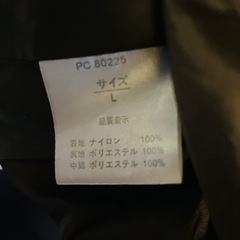 PC 80225
サイズ
L
品質表示
表地 ナイロン 100%
裏地 ポリエステル 100%
中綿 ポリエステル 100%